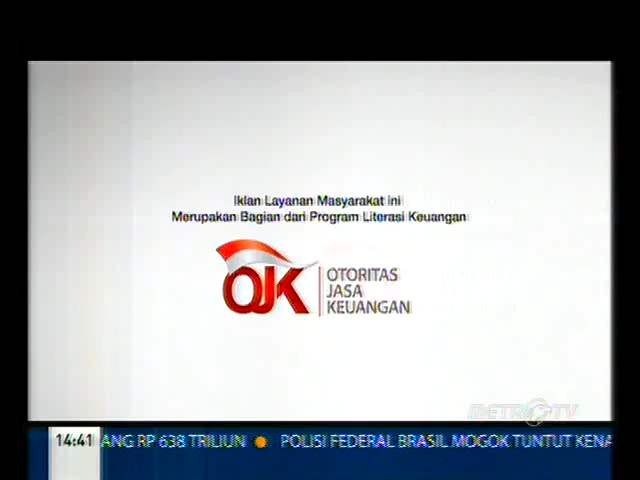 Iklan Layanan Masyarakat ini
Merupakan Bagian dari Program Literasi Keuangan
OJK
OTORITAS
JASA
KEUANGAN
METRO TV
14:41 ANG RP 638 TRILIUN POLISI FEDERAL BRASIL MOGOK TUNTUT KENA